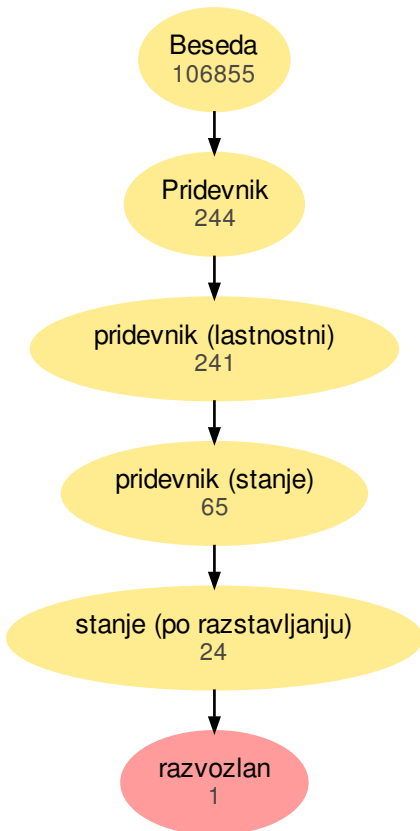 Beseda
106855
Pridevnik
244
pridevnik (lastnostni)
241
pridevnik (stanje)
65
stanje (po razstavljanju)
24
razvozlan
1